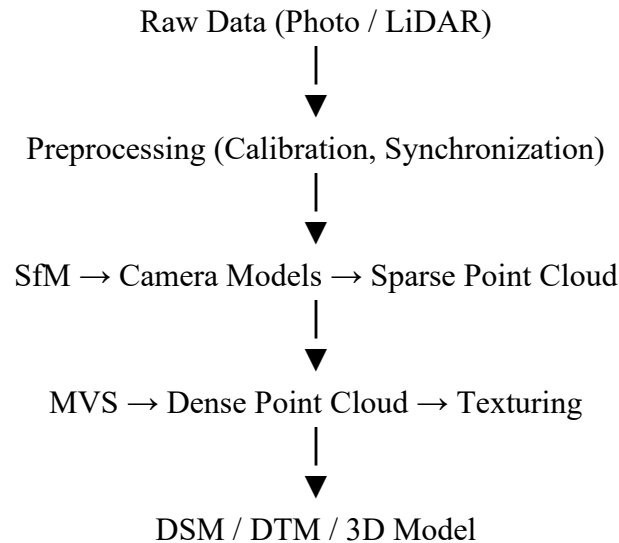 Raw Data (Photo / LiDAR)
Preprocessing (Calibration, Synchronization)
SfM → Camera Models → Sparse Point Cloud
MVS → Dense Point Cloud → Texturing
DSM / DTM / 3D Model